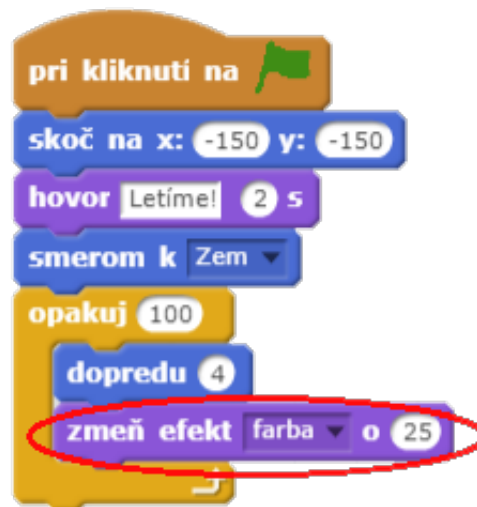 pri kliknutí na
skoč na x: -150 y: -150
hovor Letíme! 2 s
smerom k Zem
opakuj 100
dopredu 4
zmeň efekt farba o 25